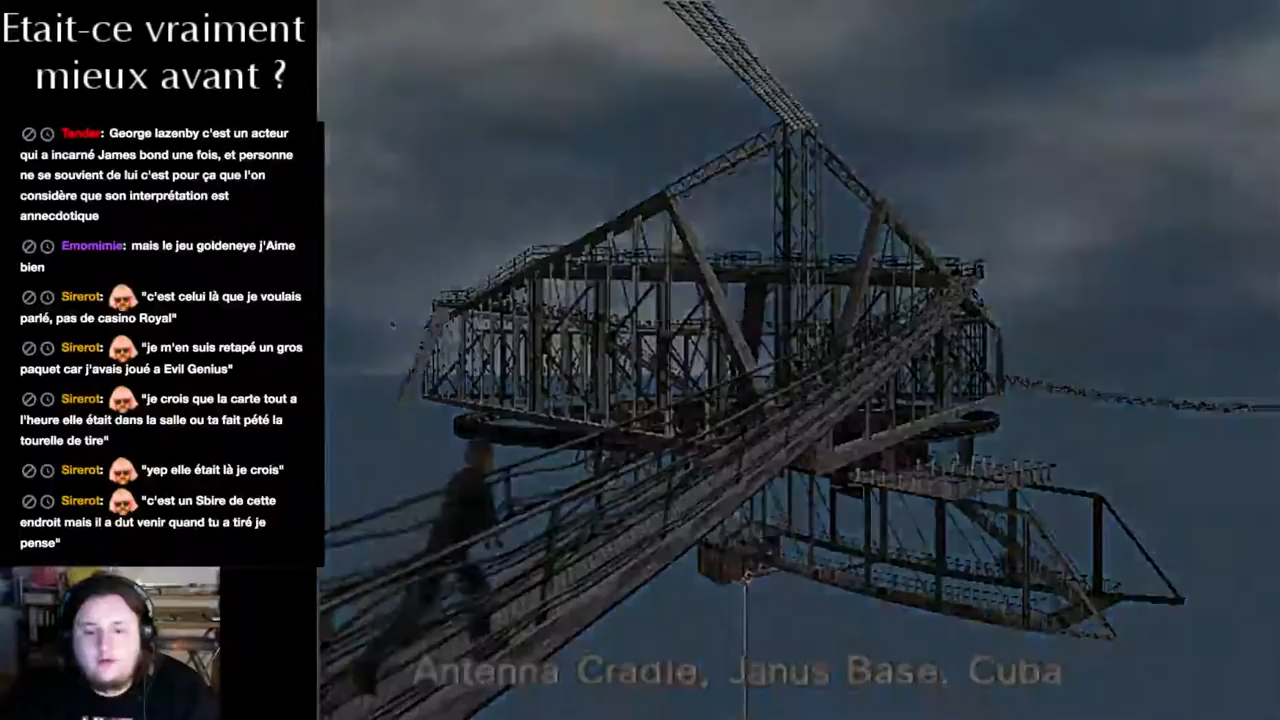 Etait-ce vraiment
mieux avant ?
Tander: George lazenby c'est un acteur
qui a incarné James bond une fois, et personne
ne se souvient de lui c'est pour ça que l'on
considère que son interprétation est
annecdotique
Emomimie: mais le jeu goldeneye j'Aime
bien
Sirerot: "c'est celui là que je voulais
parlé, pas de casino Royal"
Sirerot: "je m'en suis retapé un gros
paquet car j'avais joué a Evil Genius"
Sirerot: "je crois que la carte tout a
l'heure elle était dans la salle ou ta fait pété la
tourelle de tire"
Sirerot: "yep elle était là je crois"
Sirerot: "c'est un Sbire de cette
endroit mais il a dut venir quand tu a tiré je
pense"
Antenna Cradle, Janus Base, Cuba